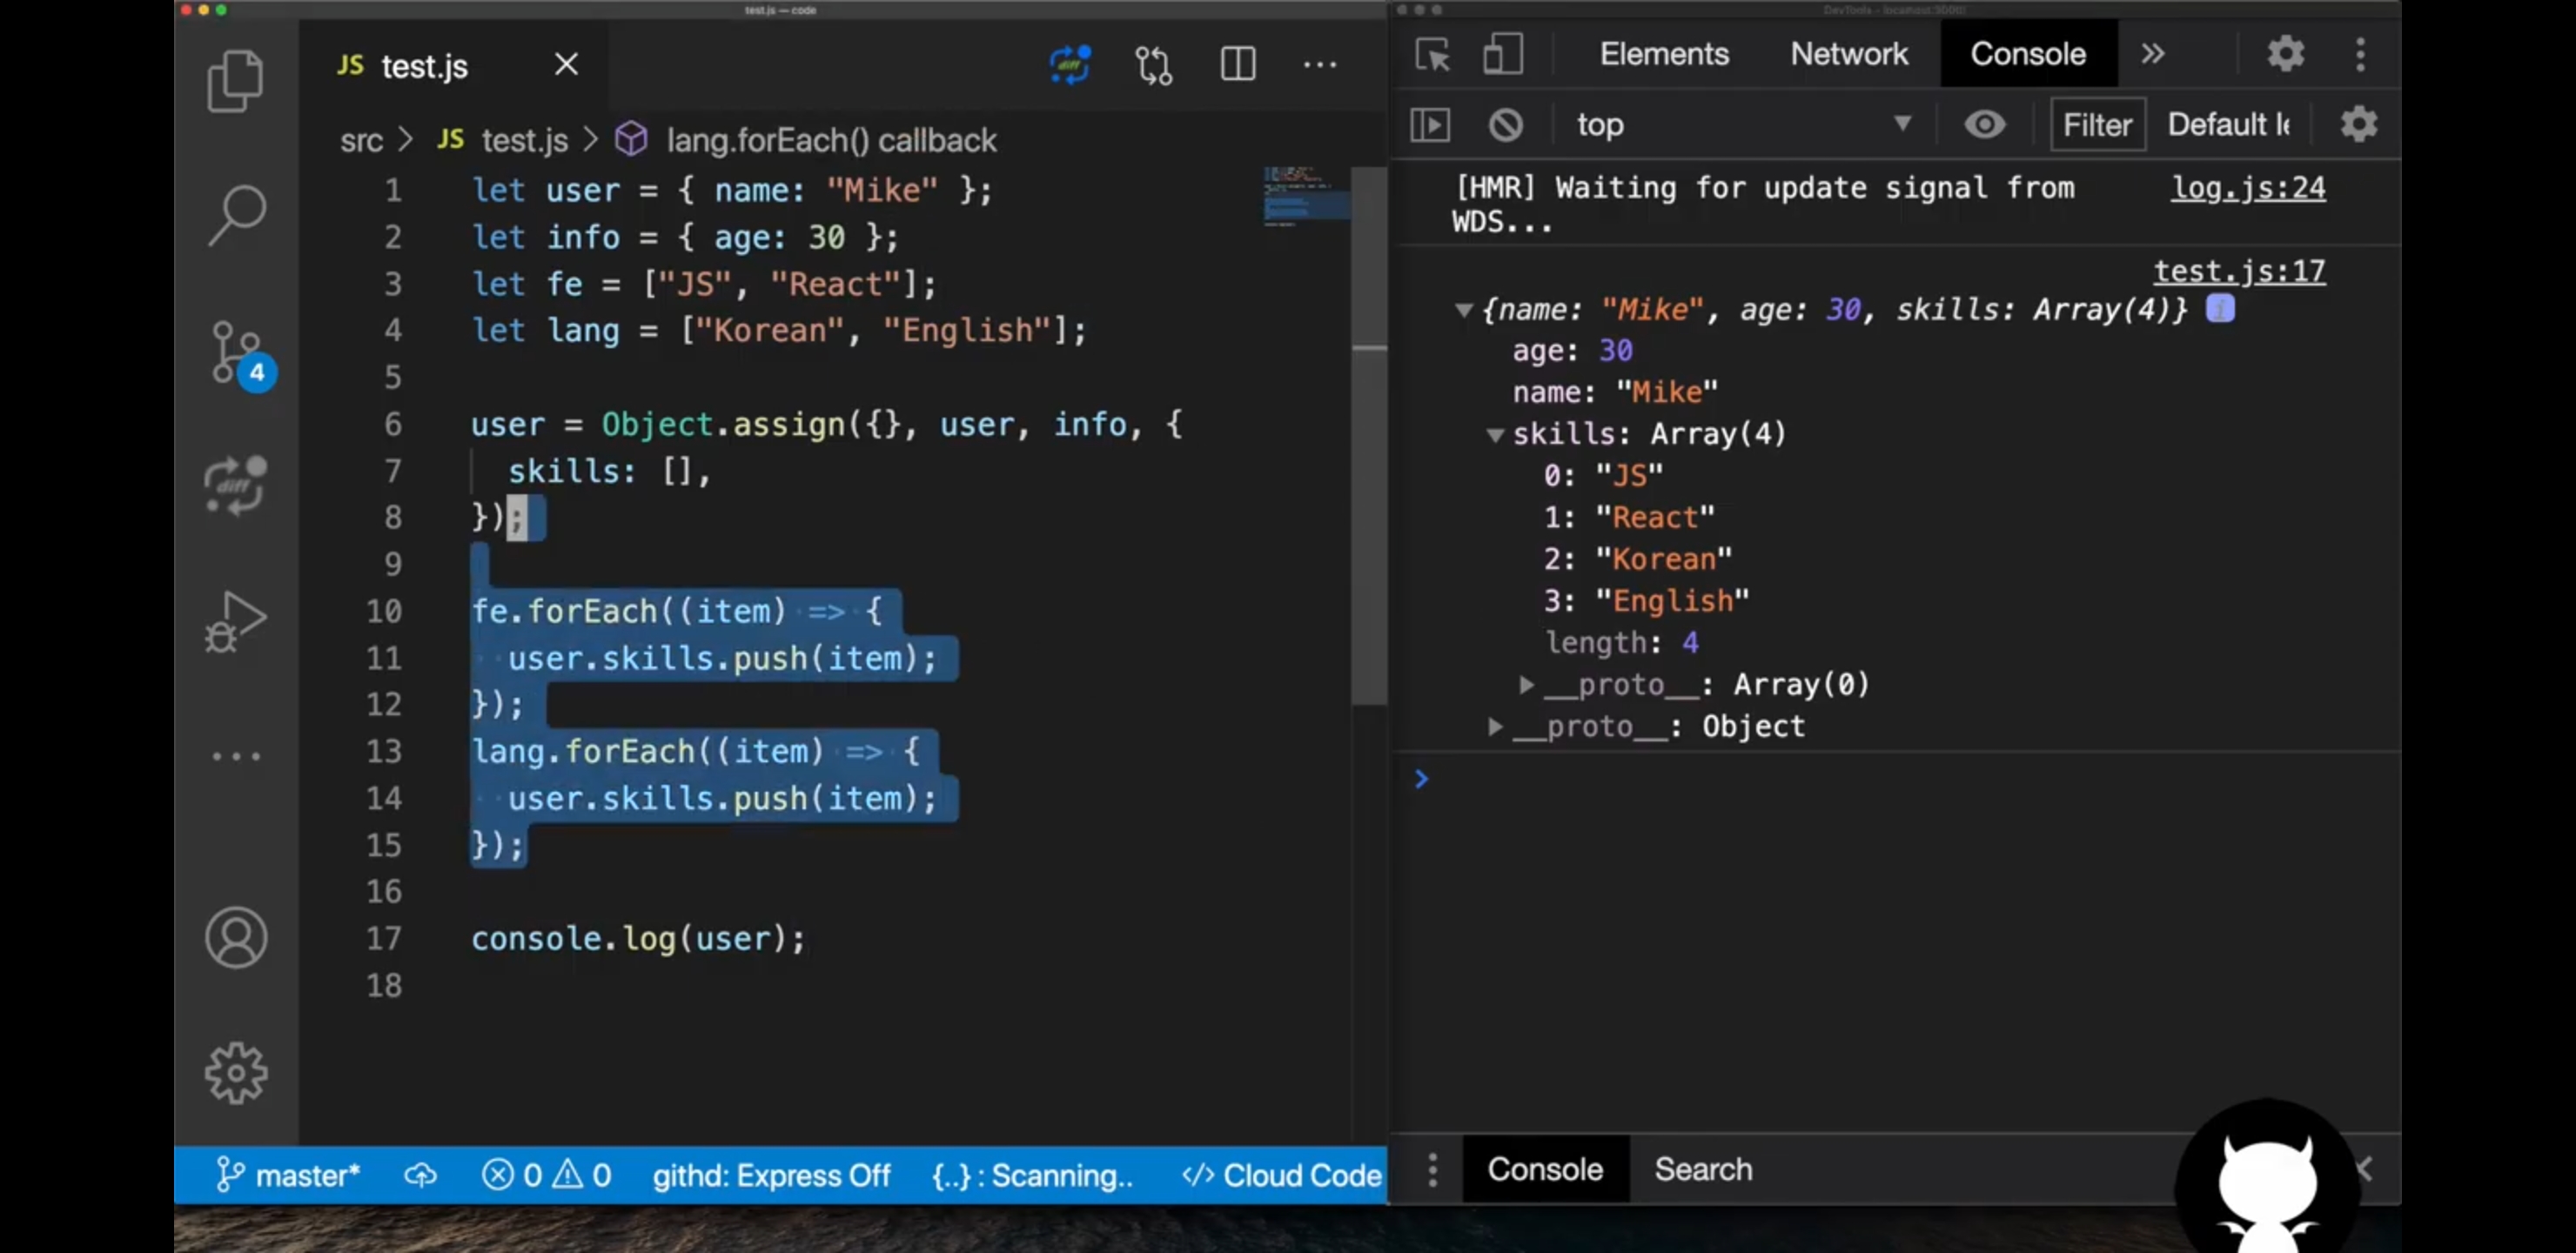 test.js — code
JS test.js
src > JS test.js > lang.forEach() callback
1 let user = { name: "Mike" };
2 let info = { age: 30 };
3 let fe = ["JS", "React"];
4 let lang = ["Korean", "English"];
5
6 user = Object.assign({}, user, info, {
7 skills: [],
8 });
9
10 fe.forEach((item) => {
11 user.skills.push(item);
12 });
13 lang.forEach((item) => {
14 user.skills.push(item);
15 });
16
17 console.log(user);
18
4
diff
diff
master* 0 0 githd: Express Off {..} : Scanning.. </> Cloud Code
DevTools - localhost:3000/
Elements Network Console »
top Filter Default le
[HMR] Waiting for update signal from log.js:24
WDS...
test.js:17
{name: "Mike", age: 30, skills: Array(4)} i
age: 30
name: "Mike"
skills: Array(4)
0: "JS"
1: "React"
2: "Korean"
3: "English"
length: 4
__proto__: Array(0)
__proto__: Object
>
Console Search